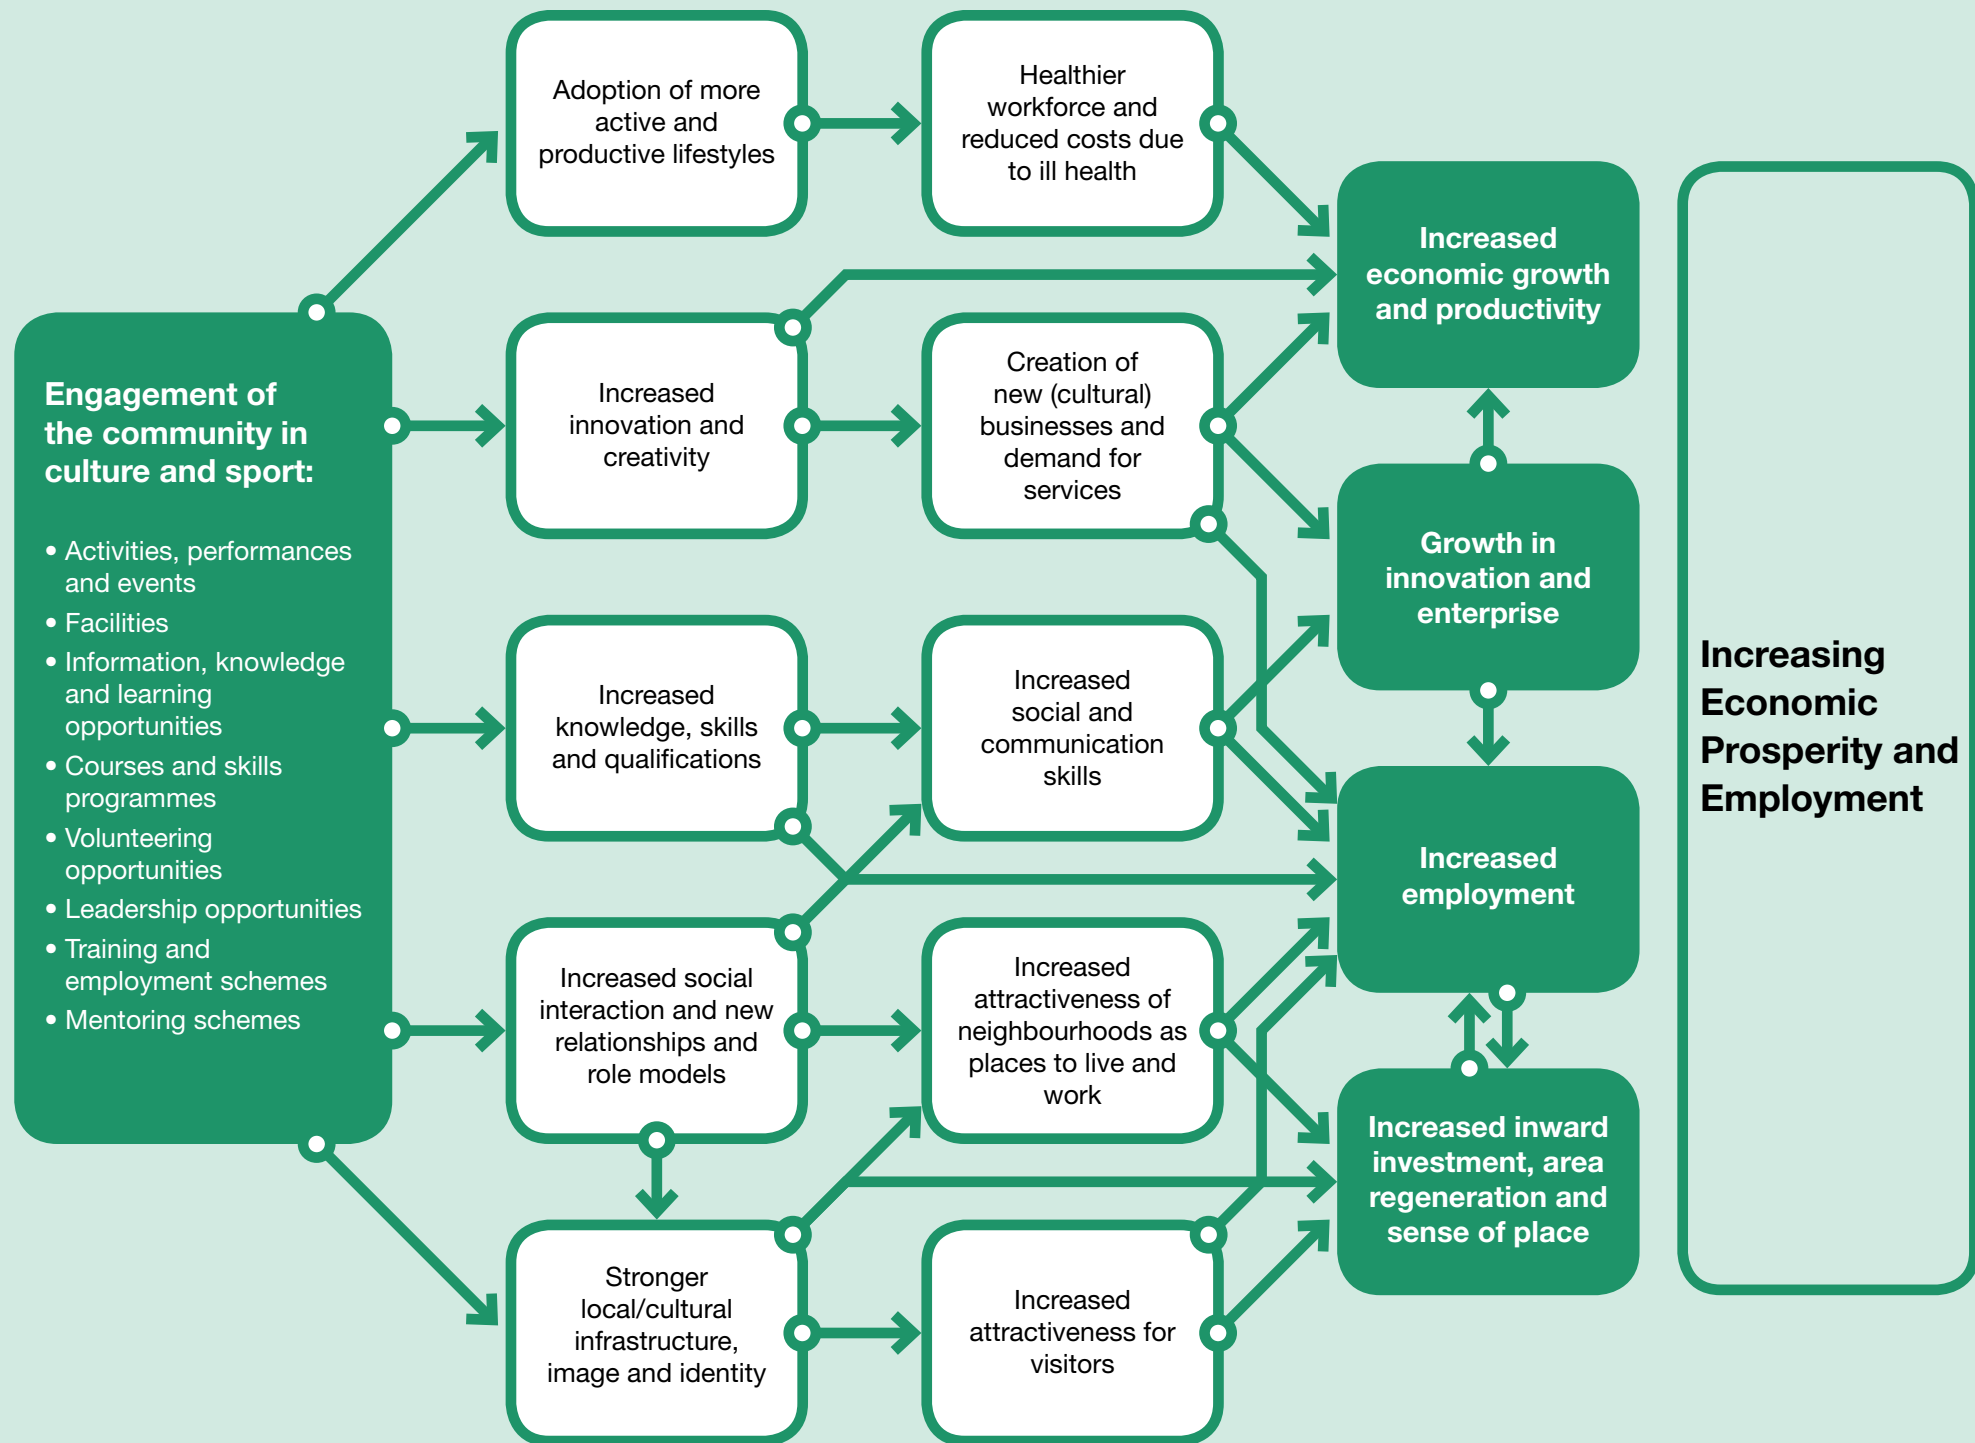 Engagement of
the community in
culture and sport:
• Activities, performances
and events
• Facilities
• Information, knowledge
and learning
opportunities
• Courses and skills
programmes
• Volunteering
opportunities
• Leadership opportunities
• Training and
employment schemes
• Mentoring schemes
Adoption of more
active and
productive lifestyles
Increased
innovation and
creativity
Increased
knowledge, skills
and qualifications
Increased social
interaction and new
relationships and
role models
Stronger
local/cultural
infrastructure,
image and identity
Healthier
workforce and
reduced costs due
to ill health
Creation of
new (cultural)
businesses and
demand for
services
Increased
social and
communication
skills
Increased
attractiveness of
neighbourhoods as
places to live and
work
Increased
attractiveness for
visitors
Increased
economic growth
and productivity
Growth in
innovation and
enterprise
Increased
employment
Increased inward
investment, area
regeneration and
sense of place
Increasing
Economic
Prosperity and
Employment